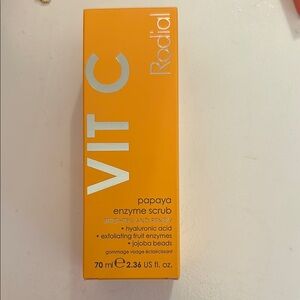 VIT C
Rodial
papaya
enzyme scrub
• hyaluronic acid
• exfoliating fruit enzymes
• jojoba beads
gommage visage éclaircissant
70 ml ℮ 2.36 US fl. oz.